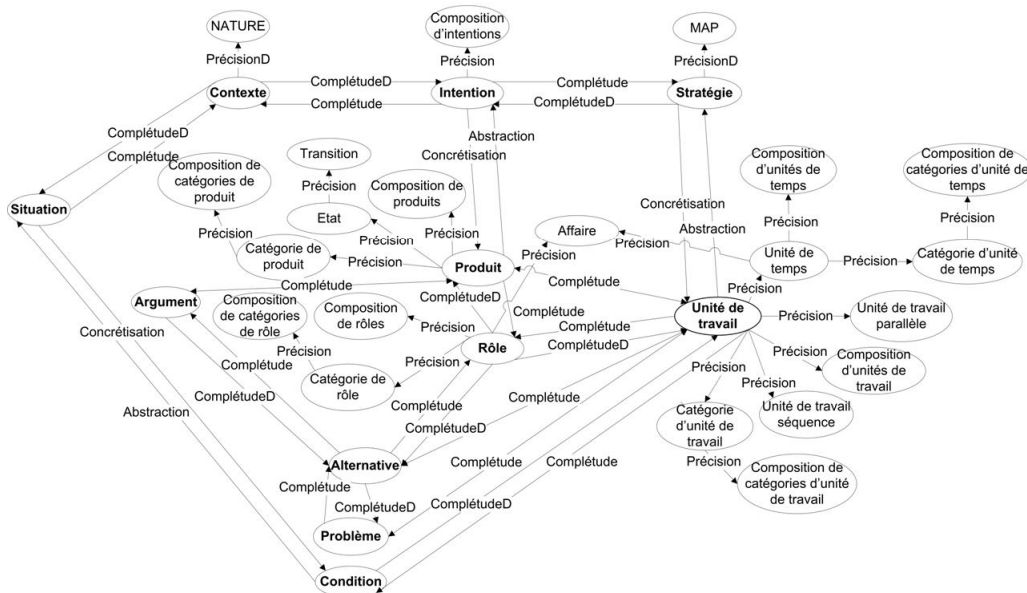 NATURE
Composition
d'intentions
MAP
PrécisionD
Précision
PrécisionD
Contexte
ComplétudeD
Complétude
Intention
Complétude
ComplétudeD
Stratégie
ComplétudeD
Complétude
Abstraction
Concrétisation
Transition
Composition de
catégories de
produit
Précision
Composition de
produits
Composition
d'unités de
temps
Composition de
catégories d'unité
de temps
Situation
Etat
Concrétisation
Abstraction
Affaire
Précision
Précision
Précision
Catégorie de
produit
Précision
Précision
Précision
Produit
Précision
Précision
Unité de
temps
Précision
Catégorie d'unité
de temps
Complétude
Complétude
Précision
Argument
Composition
de catégories
de rôle
Composition
de rôles
ComplétudeD
Complétude
Unité de
travail
Précision
Unité de travail
parallèle
Concrétisation
Précision
Complétude
Rôle
ComplétudeD
Précision
Précision
Complétude
Catégorie de
rôle
Précision
Composition
d'unités de
travail
ComplétudeD
Abstraction
Complétude
Complétude
Précision
Catégorie
d'unité de
travail
Unité de travail
séquence
ComplétudeD
Alternative
Complétude
Complétude
Précision
Composition de
catégories d'unité
de travail
Complétude
ComplétudeD
ComplétudeD
Problème
Condition